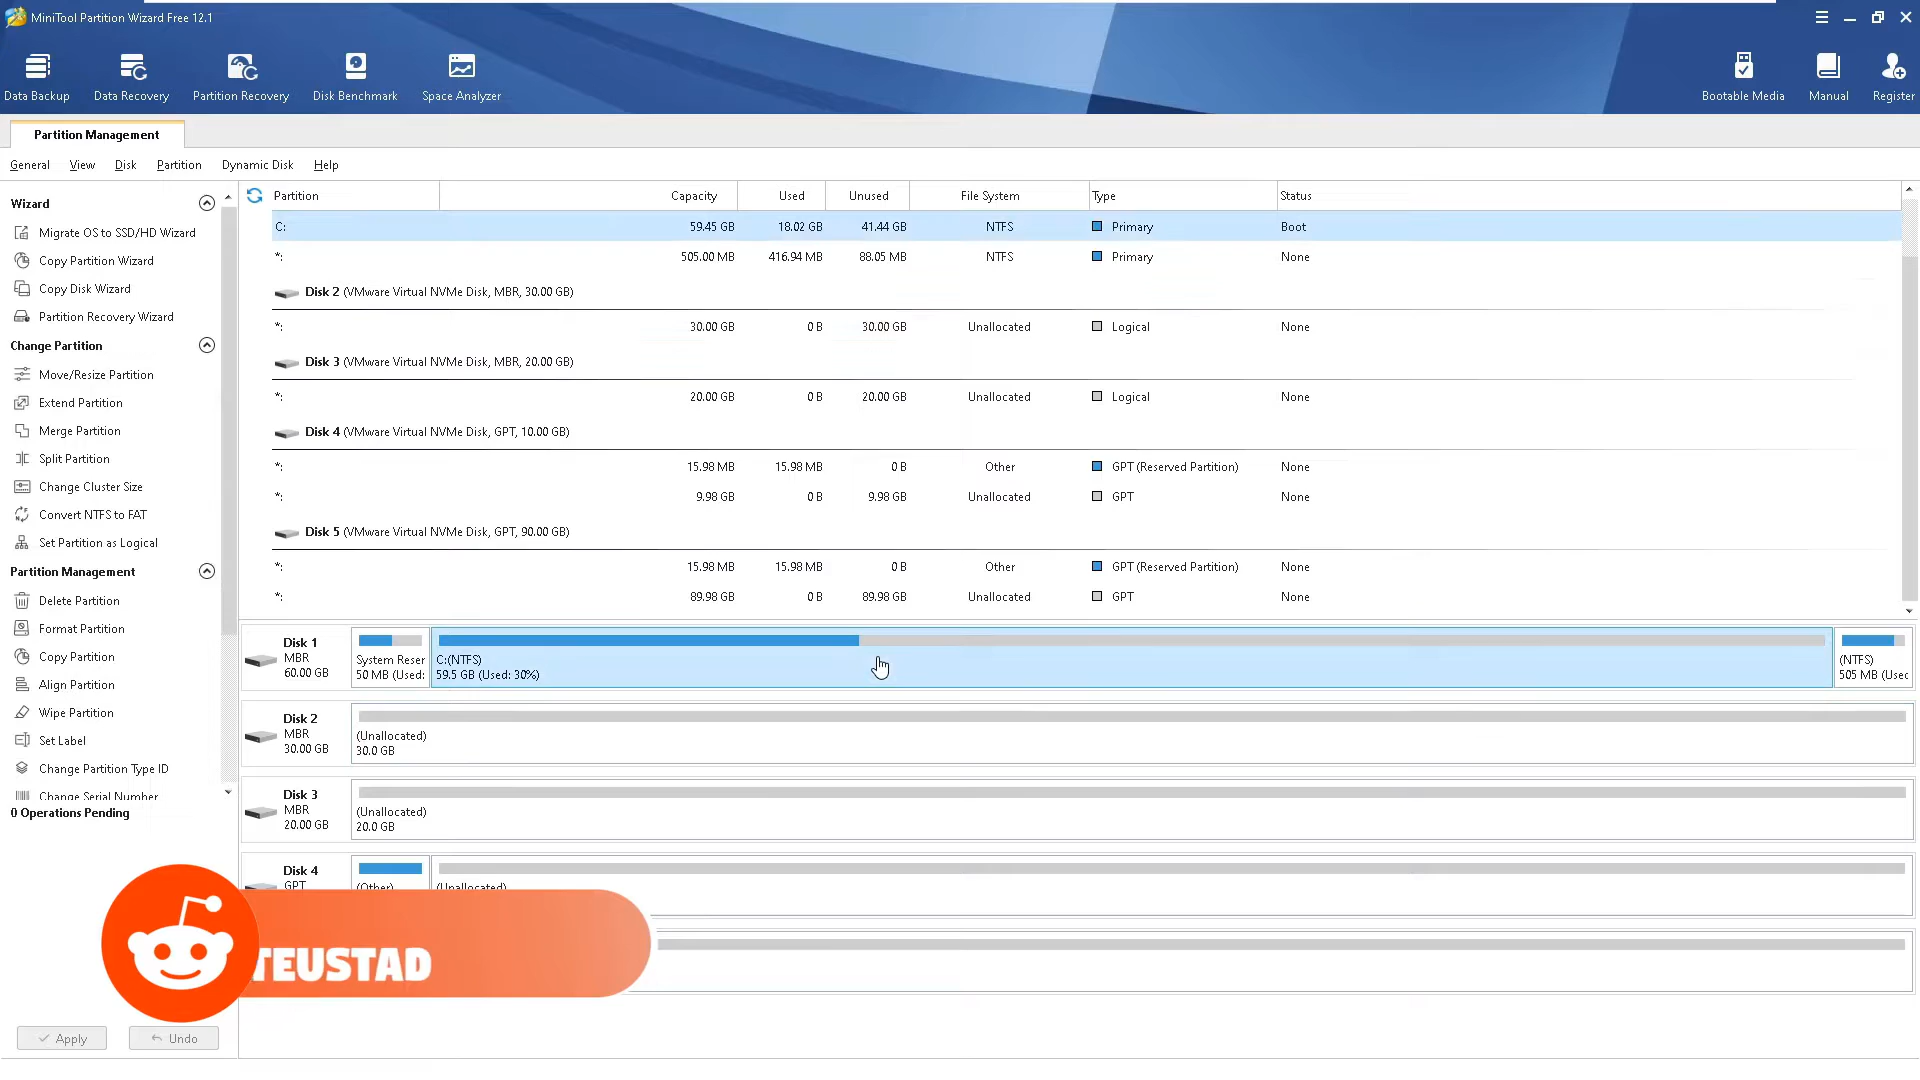 MiniTool Partition Wizard Free 12.1
Data Backup
Data Recovery
Partition Recovery
Disk Benchmark
Space Analyzer
Bootable Media
Manual
Register
Partition Management
General View Disk Partition Dynamic Disk Help
Wizard
Migrate OS to SSD/HD Wizard
Copy Partition Wizard
Copy Disk Wizard
Partition Recovery Wizard
Change Partition
Move/Resize Partition
Extend Partition
Merge Partition
Split Partition
Change Cluster Size
Convert NTFS to FAT
Set Partition as Logical
Partition Management
Delete Partition
Format Partition
Copy Partition
Align Partition
Wipe Partition
Set Label
Change Partition Type ID
Change Serial Number
0 Operations Pending
Apply
Undo
Partition Capacity Used Unused File System Type Status
C: 59.45 GB 18.02 GB 41.44 GB NTFS Primary Boot
*: 505.00 MB 416.94 MB 88.05 MB NTFS Primary None
Disk 2 (VMware Virtual NVMe Disk, MBR, 30.00 GB)
*: 30.00 GB 0 B 30.00 GB Unallocated Logical None
Disk 3 (VMware Virtual NVMe Disk, MBR, 20.00 GB)
*: 20.00 GB 0 B 20.00 GB Unallocated Logical None
Disk 4 (VMware Virtual NVMe Disk, GPT, 10.00 GB)
*: 15.98 MB 15.98 MB 0 B Other GPT (Reserved Partition) None
*: 9.98 GB 0 B 9.98 GB Unallocated GPT None
Disk 5 (VMware Virtual NVMe Disk, GPT, 90.00 GB)
*: 15.98 MB 15.98 MB 0 B Other GPT (Reserved Partition) None
*: 89.98 GB 0 B 89.98 GB Unallocated GPT None
Disk 1
MBR
60.00 GB
System Reser
50 MB (Used:
C:(NTFS)
59.5 GB (Used: 30%)
(NTFS)
505 MB (Usec
Disk 2
MBR
30.00 GB
(Unallocated)
30.0 GB
Disk 3
MBR
20.00 GB
(Unallocated)
20.0 GB
Disk 4
GPT
(Other)
(Unallocated)
TEUSTAD